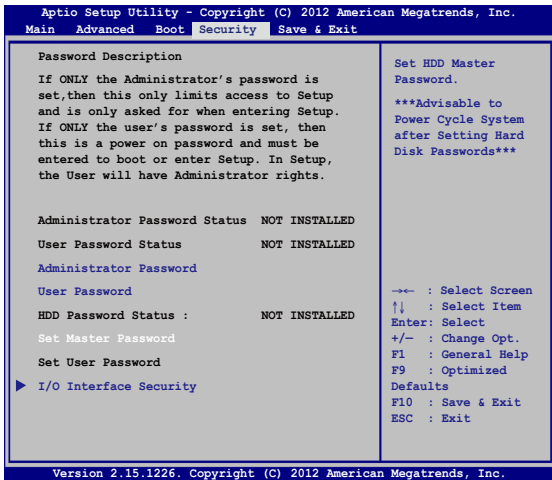 Aptio Setup Utility - Copyright (C) 2012 American Megatrends, Inc.
Main Advanced Boot Security Save & Exit
Password Description
If ONLY the Administrator's password is
set,then this only limits access to Setup
and is only asked for when entering Setup.
If ONLY the user's password is set, then
this is a power on password and must be
entered to boot or enter Setup. In Setup,
the User will have Administrator rights.
Administrator Password Status NOT INSTALLED
User Password Status NOT INSTALLED
Administrator Password
User Password
HDD Password Status : NOT INSTALLED
Set Master Password
Set User Password
I/O Interface Security
Set HDD Master
Password.
***Advisable to
Power Cycle System
after Setting Hard
Disk Passwords***
→← : Select Screen
↑↓ : Select Item
Enter: Select
+/— : Change Opt.
F1 : General Help
F9 : Optimized
Defaults
F10 : Save & Exit
ESC : Exit
Version 2.15.1226. Copyright (C) 2012 American Megatrends, Inc.